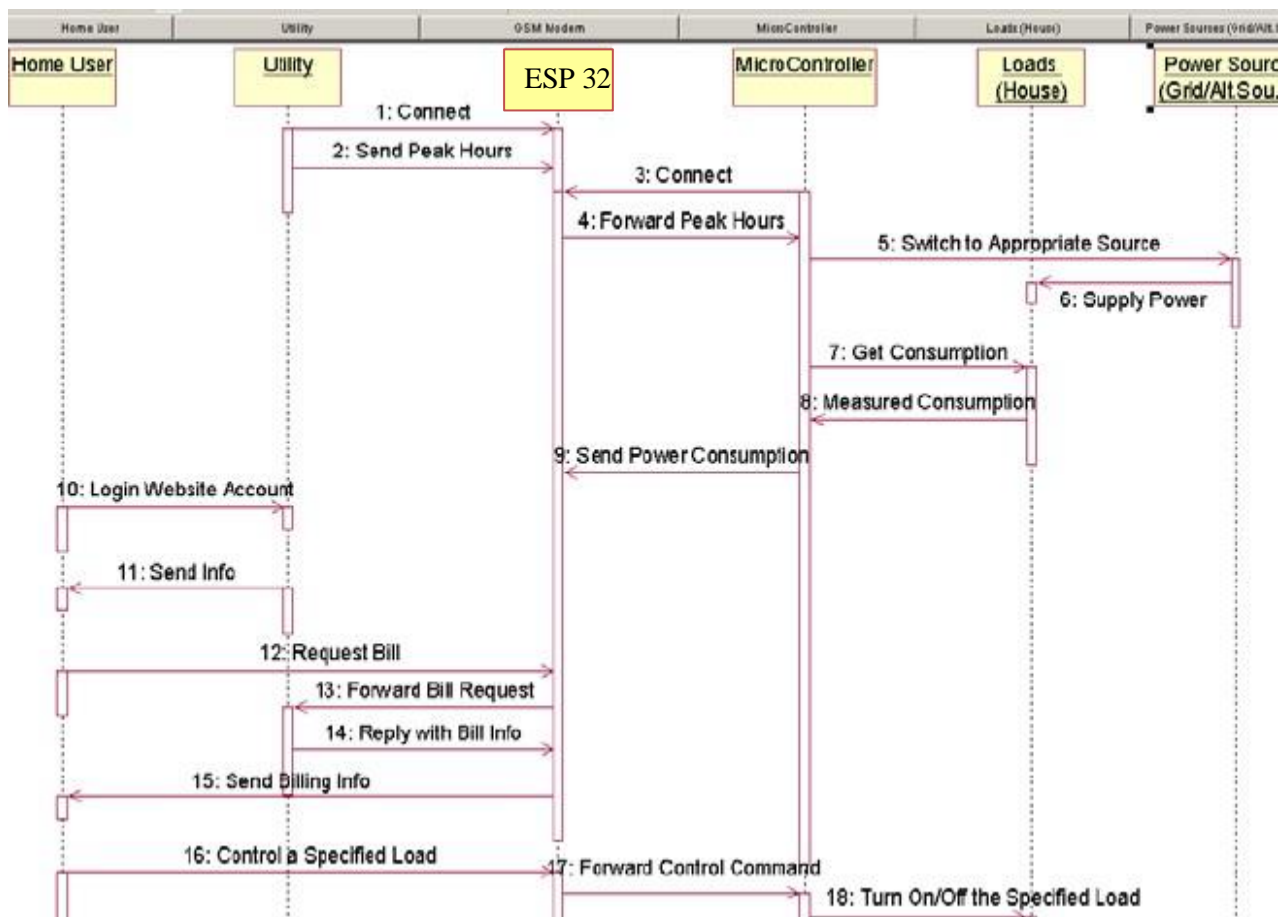 Home User
Utility
GSM Modem
MicroController
Loads (House)
Power Sources (Grid/Alt.S
Home User
Utility
ESP 32
MicroController
Loads
(House)
Power Sourc
(Grid/Alt.Sou.
1: Connect
2: Send Peak Hours
3: Connect
4: Forward Peak Hours
5: Switch to Appropriate Source
6: Supply Power
7: Get Consumption
8: Measured Consumption
9: Send Power Consumption
10: Login Website Account
11: Send Info
12: Request Bill
13: Forward Bill Request
14: Reply with Bill Info
15: Send Billing Info
16: Control a Specified Load
17: Forward Control Command
18: Turn On/Off the Specified Load